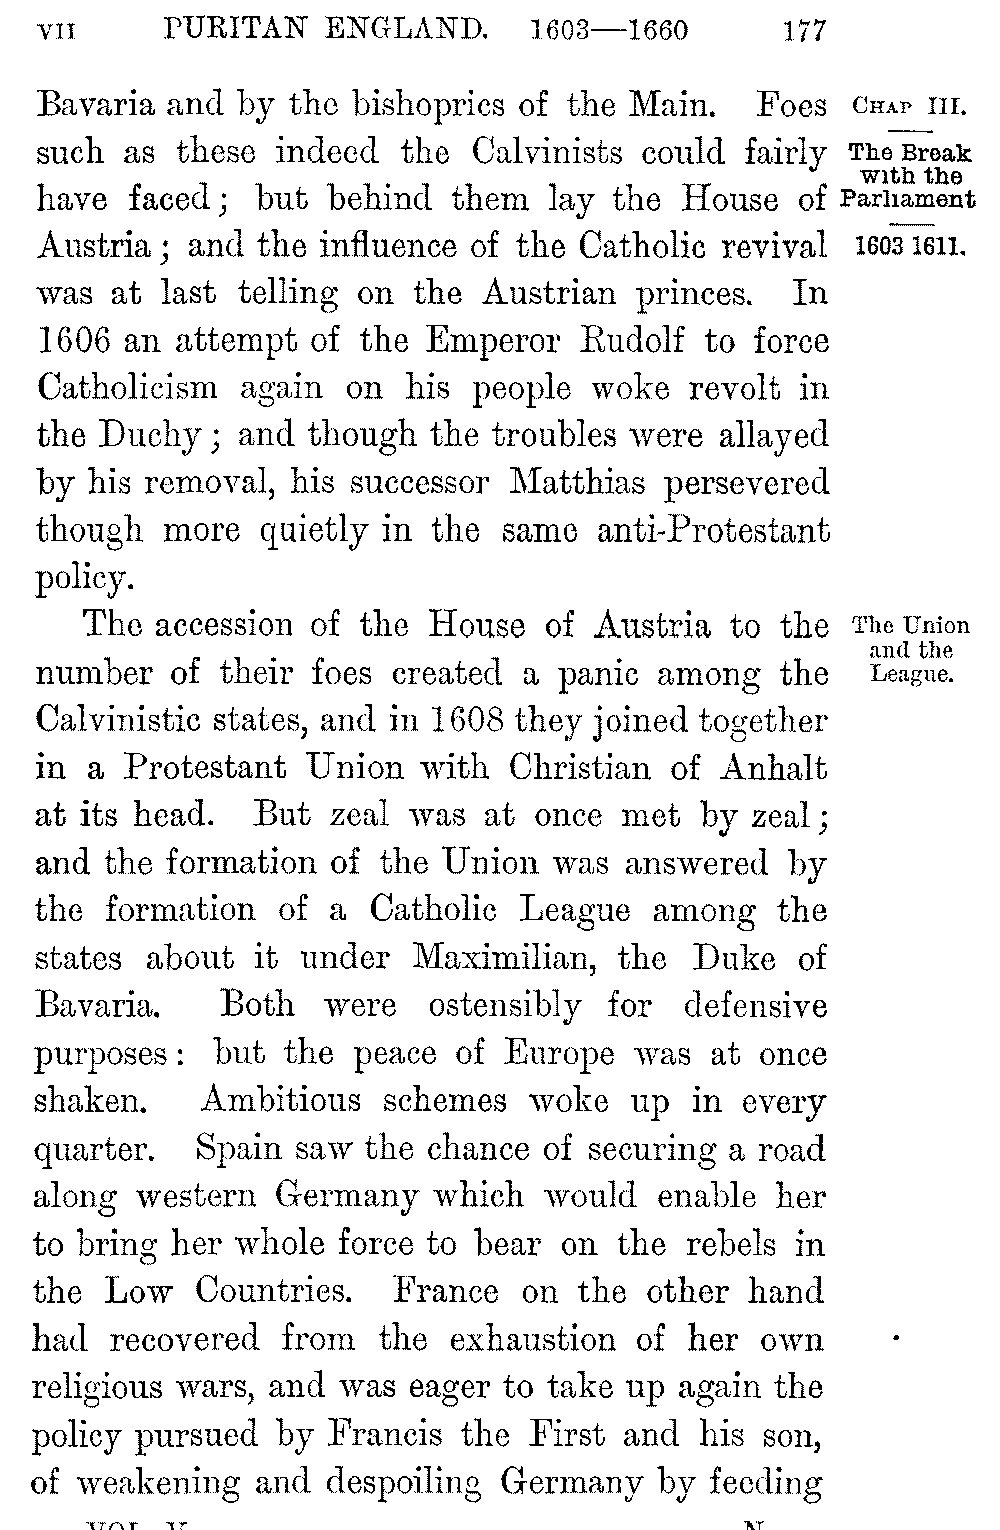 VII PURITAN ENGLAND. 1603—1660 177
Bavaria and by the bishoprics of the Main. Foes
such as these indeed the Calvinists could fairly
have faced; but behind them lay the House of
Austria; and the influence of the Catholic revival
was at last telling on the Austrian princes. In
1606 an attempt of the Emperor Rudolf to force
Catholicism again on his people woke revolt in
the Duchy; and though the troubles were allayed
by his removal, his successor Matthias persevered
though more quietly in the same anti-Protestant
policy.
CHAP III.
The Break
with the
Parliament
1603 1611.
The accession of the House of Austria to the
number of their foes created a panic among the
Calvinistic states, and in 1608 they joined together
in a Protestant Union with Christian of Anhalt
at its head. But zeal was at once met by zeal;
and the formation of the Union was answered by
the formation of a Catholic League among the
states about it under Maximilian, the Duke of
Bavaria. Both were ostensibly for defensive
purposes: but the peace of Europe was at once
shaken. Ambitious schemes woke up in every
quarter. Spain saw the chance of securing a road
along western Germany which would enable her
to bring her whole force to bear on the rebels in
the Low Countries. France on the other hand
had recovered from the exhaustion of her own
religious wars, and was eager to take up again the
policy pursued by Francis the First and his son,
of weakening and despoiling Germany by feeding
The Union
and the
League.
VOL V N